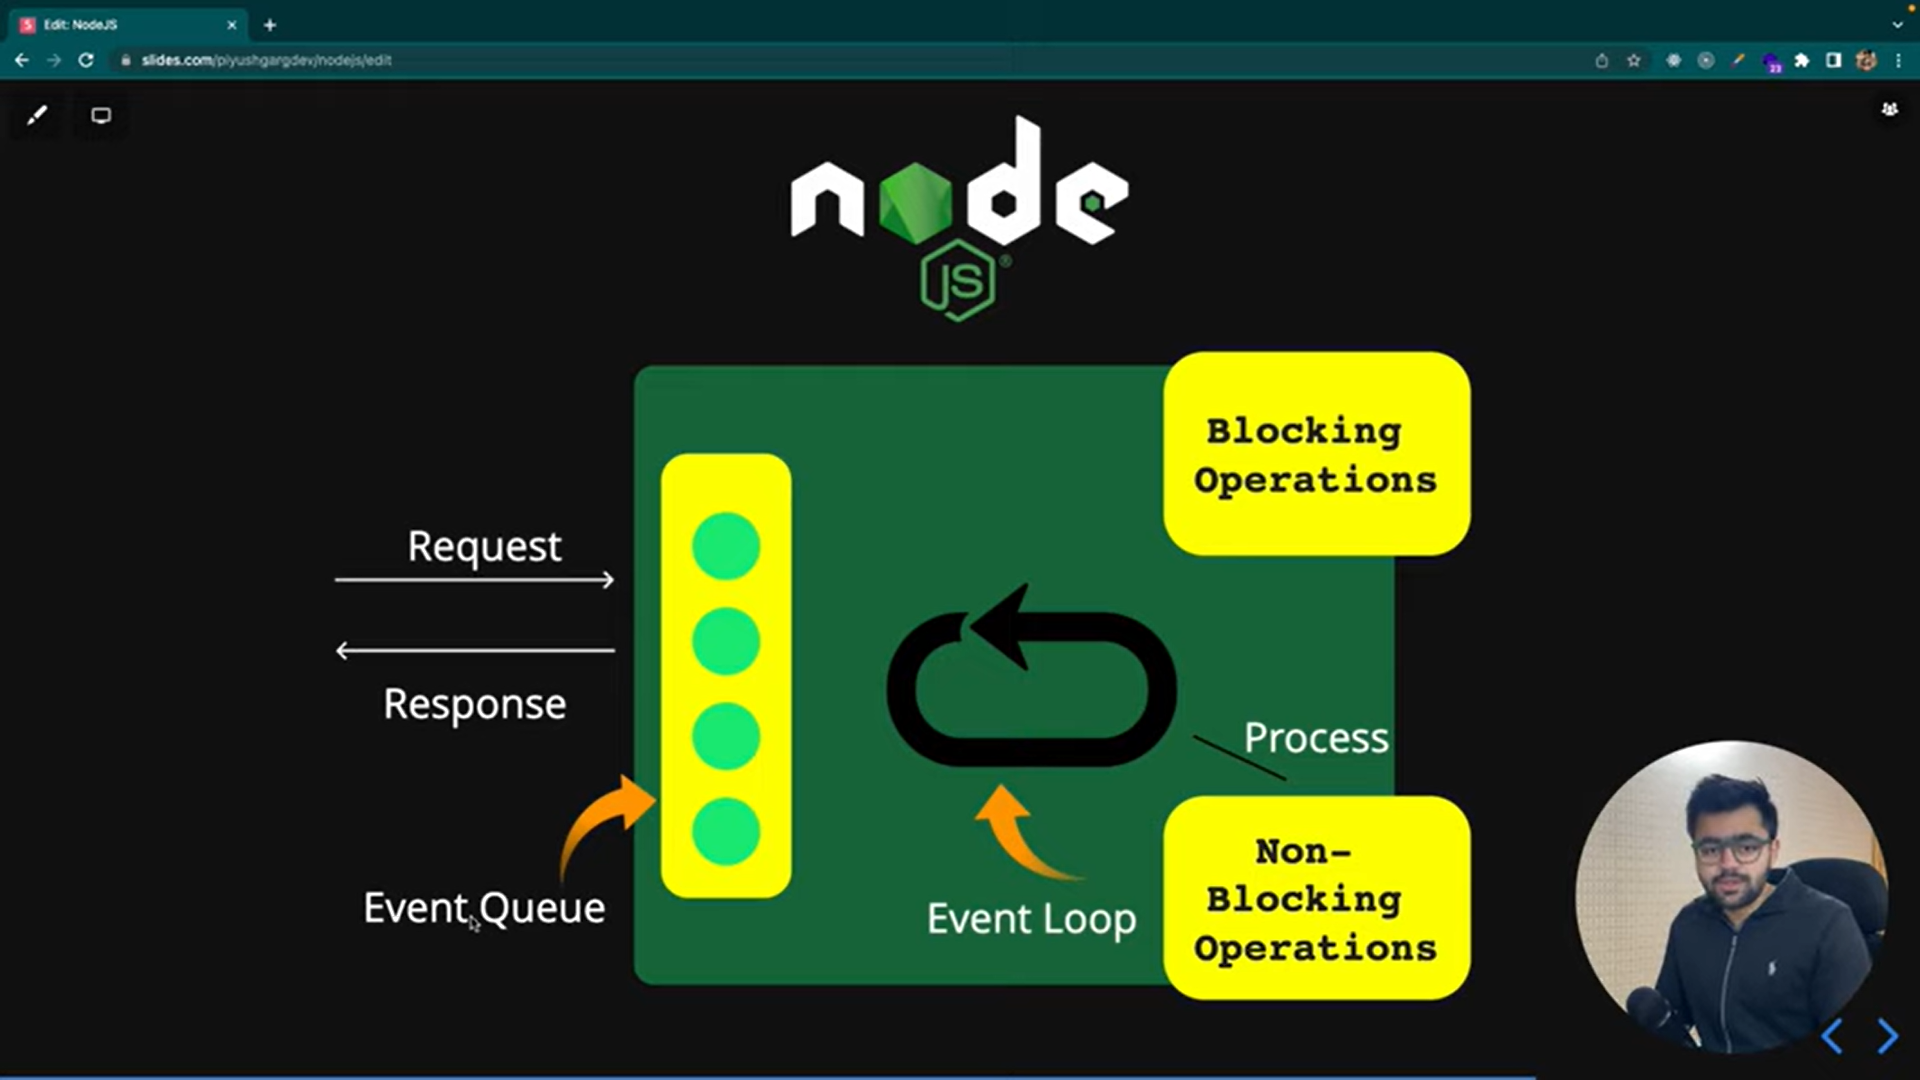 Edit: NodeJS
slides.com/piyushgargdev/nodejs/edit
23
node
JS®
Blocking
Operations
Request
Response
Process
Event Queue
Event Loop
Non-
Blocking
Operations